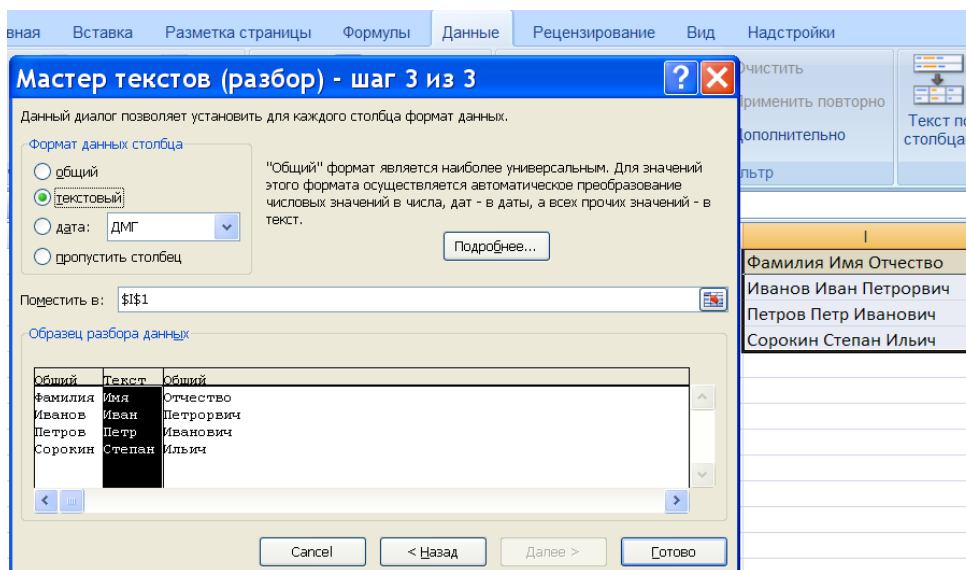 вная Вставка Разметка страницы Формулы Данные Рецензирование Вид Надстройки
Мастер текстов (разбор) - шаг 3 из 3
Данный диалог позволяет установить для каждого столбца формат данных.
Формат данных столбца
общий
текстовый
дата: ДМГ
пропустить столбец
"Общий" формат является наиболее универсальным. Для значений
этого формата осуществляется автоматическое преобразование
числовых значений в числа, дат - в даты, а всех прочих значений - в
текст.
Подробнее...
Поместить в: $I$1
Образец разбора данных
Общий Текст Общий
Фамилия Имя Отчество
Иванов Иван Петрорвич
Петров Петр Иванович
Сорокин Степан Ильич
Cancel < Назад Далее > Готово
Очистить
Применить повторно
Дополнительно
льтр
Текст по
столбца
I
Фамилия Имя Отчество
Иванов Иван Петрорвич
Петров Петр Иванович
Сорокин Степан Ильич